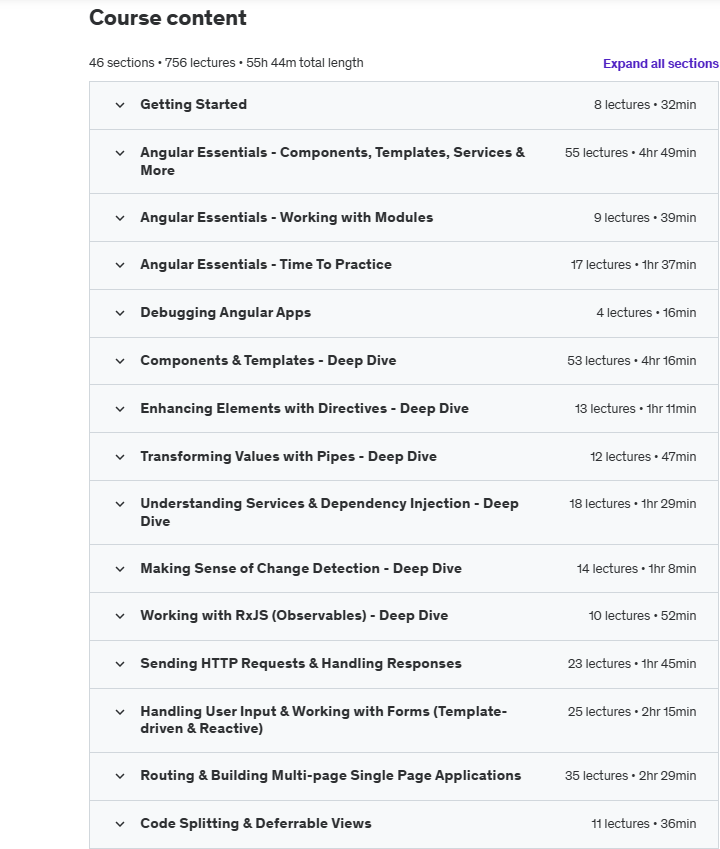 Course content
46 sections • 756 lectures • 55h 44m total length
Expand all sections
Getting Started
8 lectures • 32min
Angular Essentials - Components, Templates, Services &
More
55 lectures • 4hr 49min
Angular Essentials - Working with Modules
9 lectures • 39min
Angular Essentials - Time To Practice
17 lectures • 1hr 37min
Debugging Angular Apps
4 lectures • 16min
Components & Templates - Deep Dive
53 lectures • 4hr 16min
Enhancing Elements with Directives - Deep Dive
13 lectures • 1hr 11min
Transforming Values with Pipes - Deep Dive
12 lectures • 47min
Understanding Services & Dependency Injection - Deep
Dive
18 lectures • 1hr 29min
Making Sense of Change Detection - Deep Dive
14 lectures • 1hr 8min
Working with RxJS (Observables) - Deep Dive
10 lectures • 52min
Sending HTTP Requests & Handling Responses
23 lectures • 1hr 45min
Handling User Input & Working with Forms (Template-
driven & Reactive)
25 lectures • 2hr 15min
Routing & Building Multi-page Single Page Applications
35 lectures • 2hr 29min
Code Splitting & Deferrable Views
11 lectures • 36min